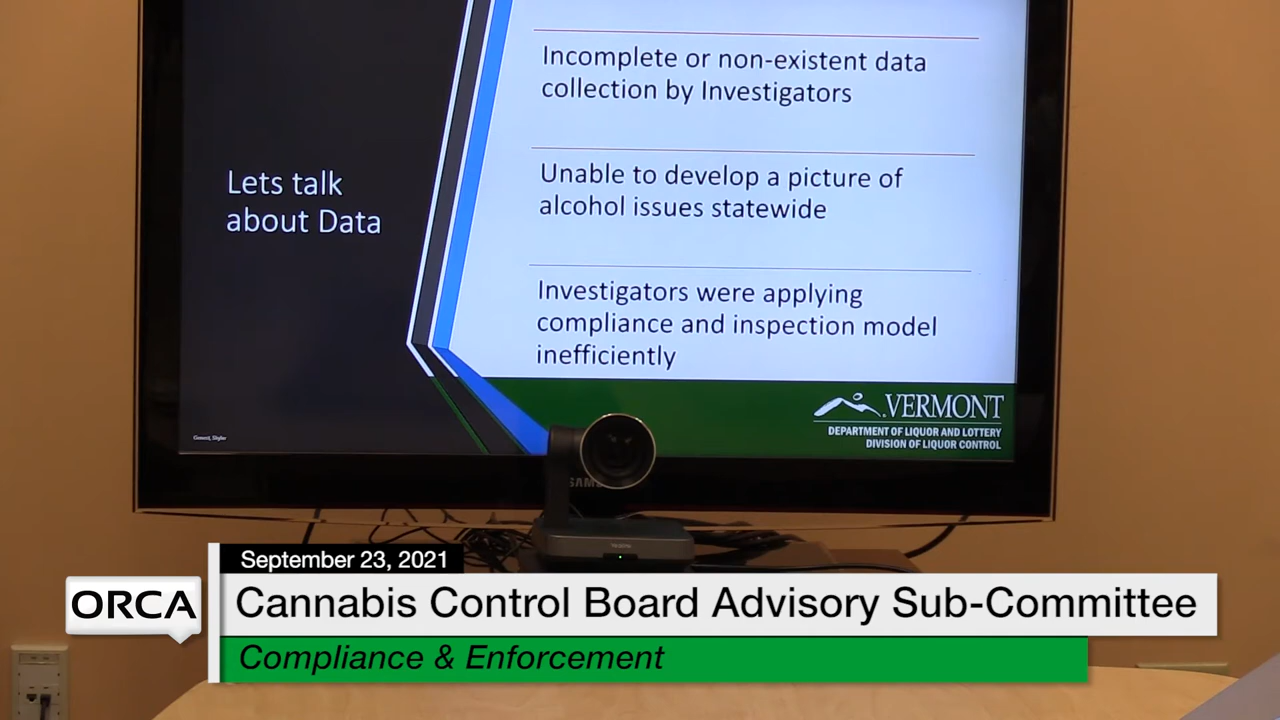 Lets talk
about Data
Incomplete or non-existent data
collection by Investigators
Unable to develop a picture of
alcohol issues statewide
Investigators were applying
compliance and inspection model
inefficiently
VERMONT
DEPARTMENT OF LIQUOR AND LOTTERY
DIVISION OF LIQUOR CONTROL
SAMS
September 23, 2021
ORCA
Cannabis Control Board Advisory Sub-Committee
Compliance & Enforcement